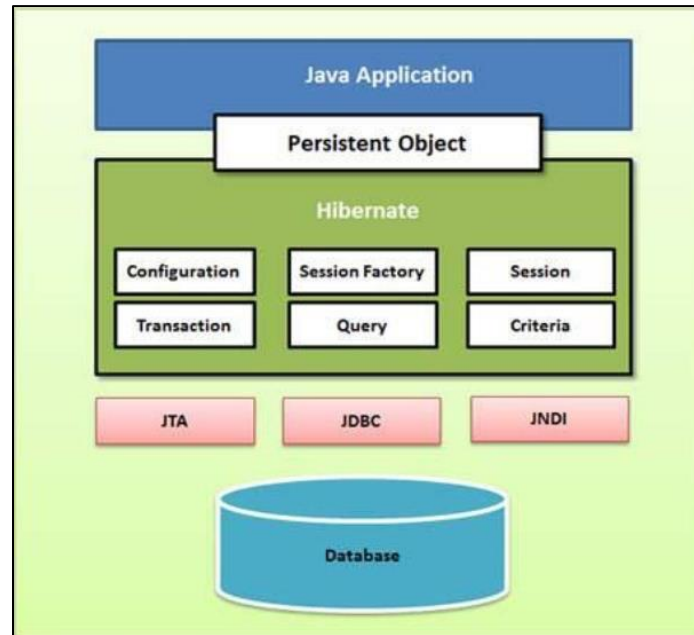 Java Application
Persistent Object
Hibernate
Configuration
Session Factory
Session
Transaction
Query
Criteria
JTA
JDBC
JNDI
Database